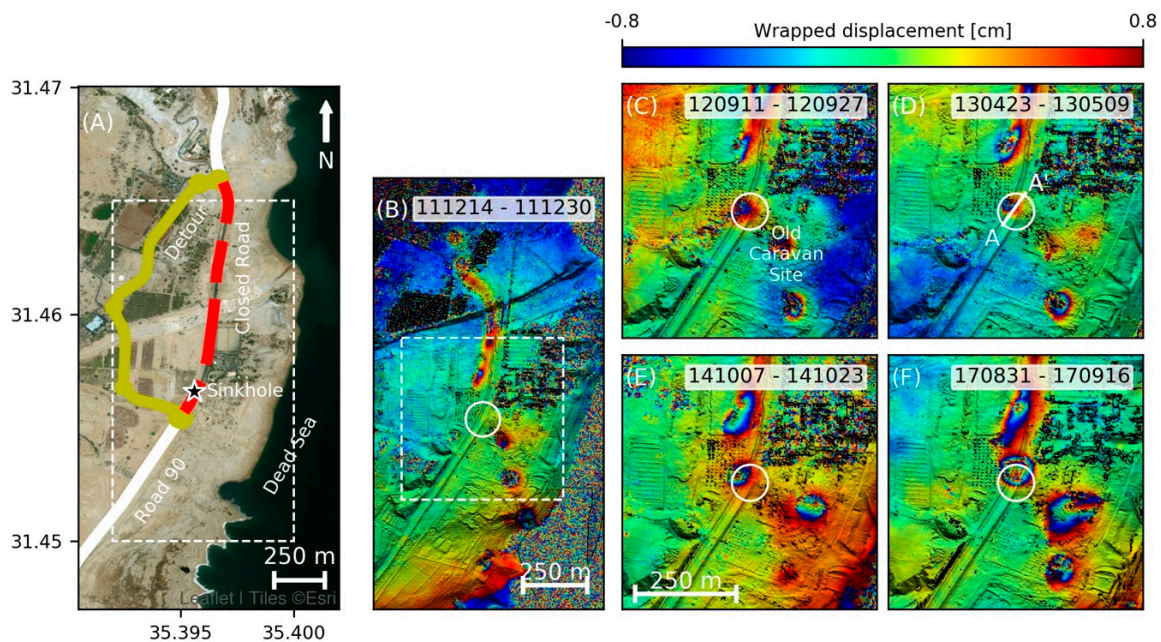 -0.8
0.8
Wrapped displacement [cm]
31.47
31.46
31.45
35.395
35.400
(A)
N
Detour
Closed Road
Sinkhole
Road 90
Dead Sea
250 m
Leaflet | Tiles ©Esri
(B)
111214 - 111230
250 m
(C)
120911 - 120927
Old
Caravan
Site
(D)
130423 - 130509
A'
A
(E)
141007 - 141023
250 m
(F)
170831 - 170916